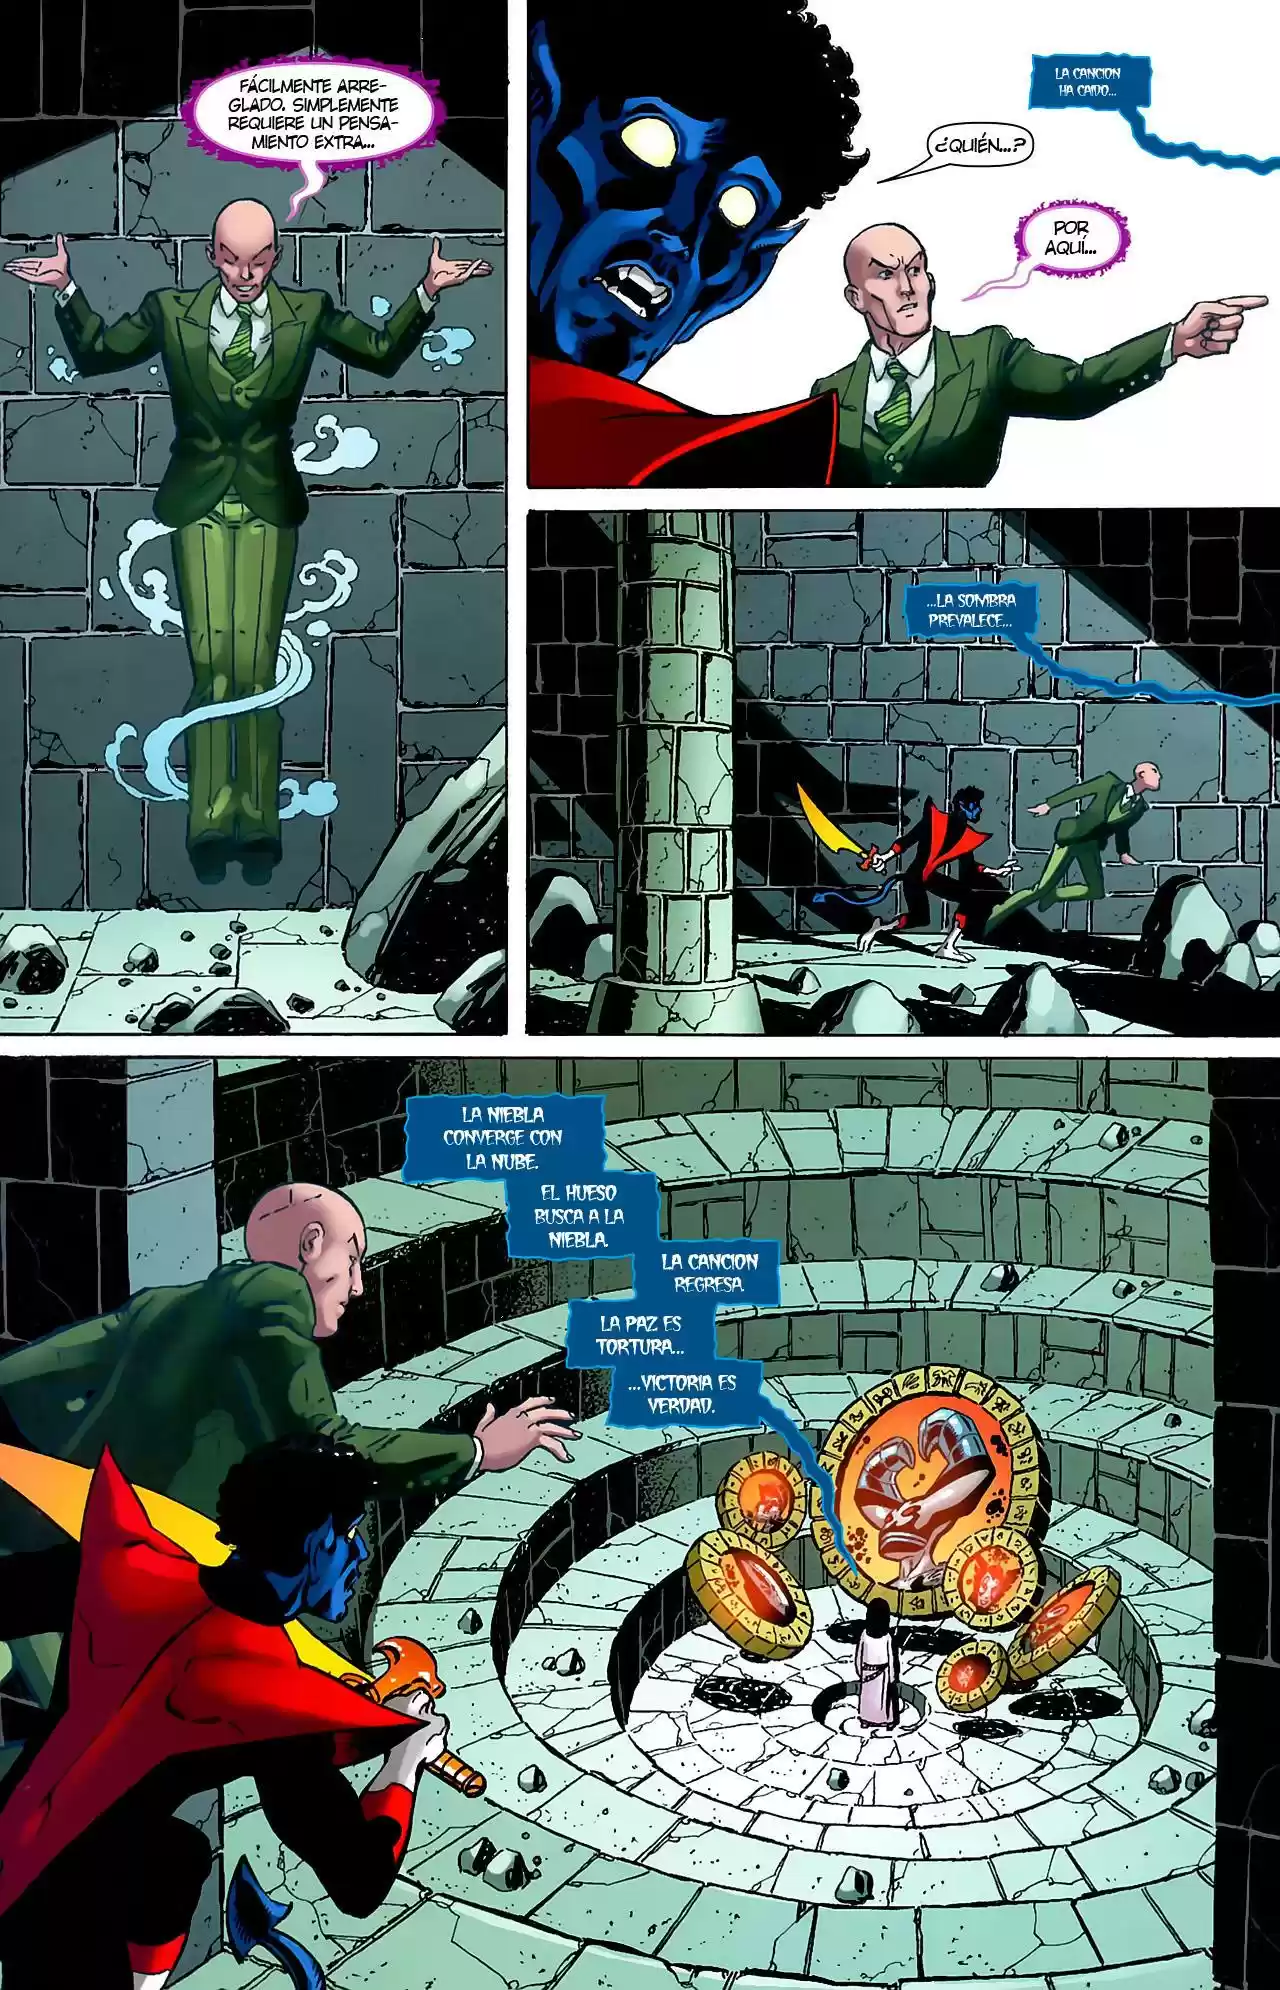 FÁCILMENTE ARRE-
GLADO. SIMPLEMENTE
REQUIERE UN PENSA-
MIENTO EXTRA...
LA CANCION
HA CAIDO...
¿QUIÉN...?
POR
AQUÍ...
...LA SOMBRA
PREVALECE...
LA NIEBLA
CONVERGE CON
LA NUBE.
EL HUESO
BUSCA A LA
NIEBLA.
LA CANCION
REGRESA.
LA PAZ ES
TORTURA...
...VICTORIA ES
VERDAD.